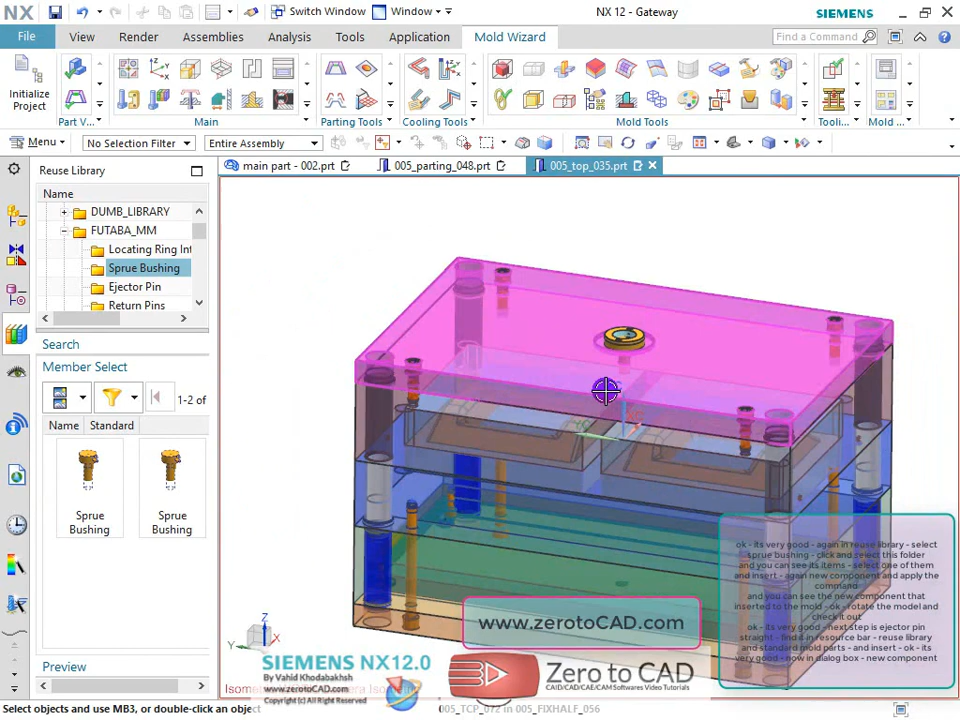 NX
Switch Window
Window
NX 12 - Gateway
SIEMENS
File
View
Render
Assemblies
Analysis
Tools
Application
Mold Wizard
Find a Command
Initialize
Project
Part V...
Main
Parting Tools
Cooling Tools
Mold Tools
Tooli...
Mold ...
Menu
No Selection Filter
Entire Assembly
Reuse Library
main part - 002.prt
005_parting_048.prt
005_top_035.prt
Name
DUMB_LIBRARY
FUTABA_MM
Locating Ring Int
Sprue Bushing
Ejector Pin
Return Pins
Search
Member Select
1-2 of
Name
Standard
Sprue
Bushing
Sprue
Bushing
Preview
Z
Y
X
ok - its very good - again in reuse library - select
sprue bushing - click and select this folder
and you can see its items - select one of them
and insert - again new component and apply the
command
and you can see the new component that
inserted to the mold - ok - rotate the model and
check it out
ok - its very good - next step is ejector pin
straight - find it in resource bar - reuse library
and standard mold parts - and insert - ok - its
very good - now in dialog box - new component
www.zerotoCAD.com
SIEMENS NX12.0
By Vahid Khodabakhsh
www.zerotoCAD.com
Copyright (c) All Rights Reserved
Zero to CAD
CAD/CAD/CAE/CAM Softwares Video Tutorials
Select objects and use MB3, or double-click an object
005_TCP_072 in 005_FIXHALF_056